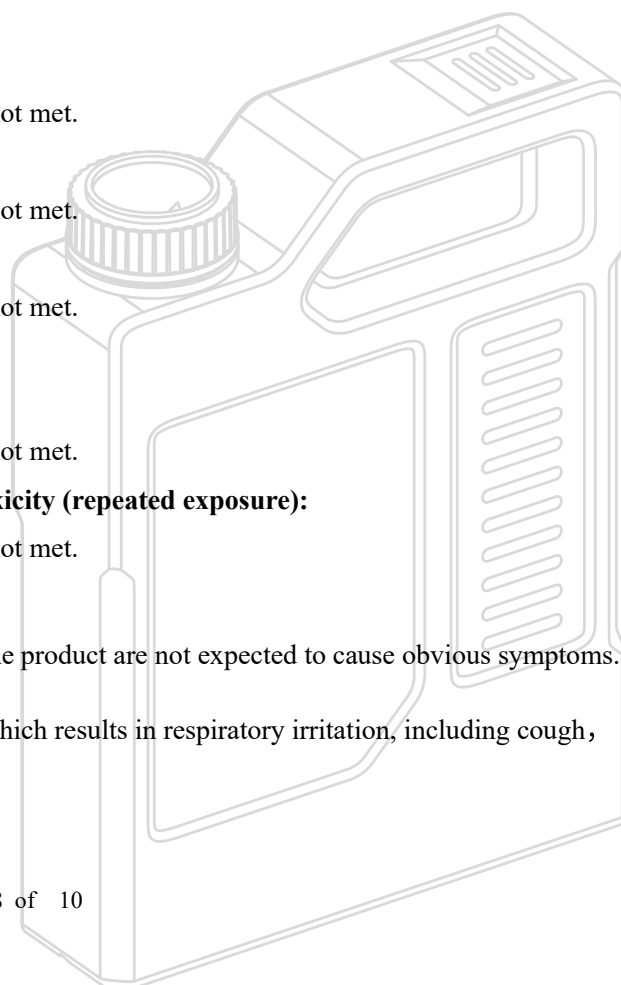 ot met.
ot met.
ot met.
ot met.
xicity (repeated exposure):
ot met.
e product are not expected to cause obvious symptoms.
hich results in respiratory irritation, including cough，
of 10